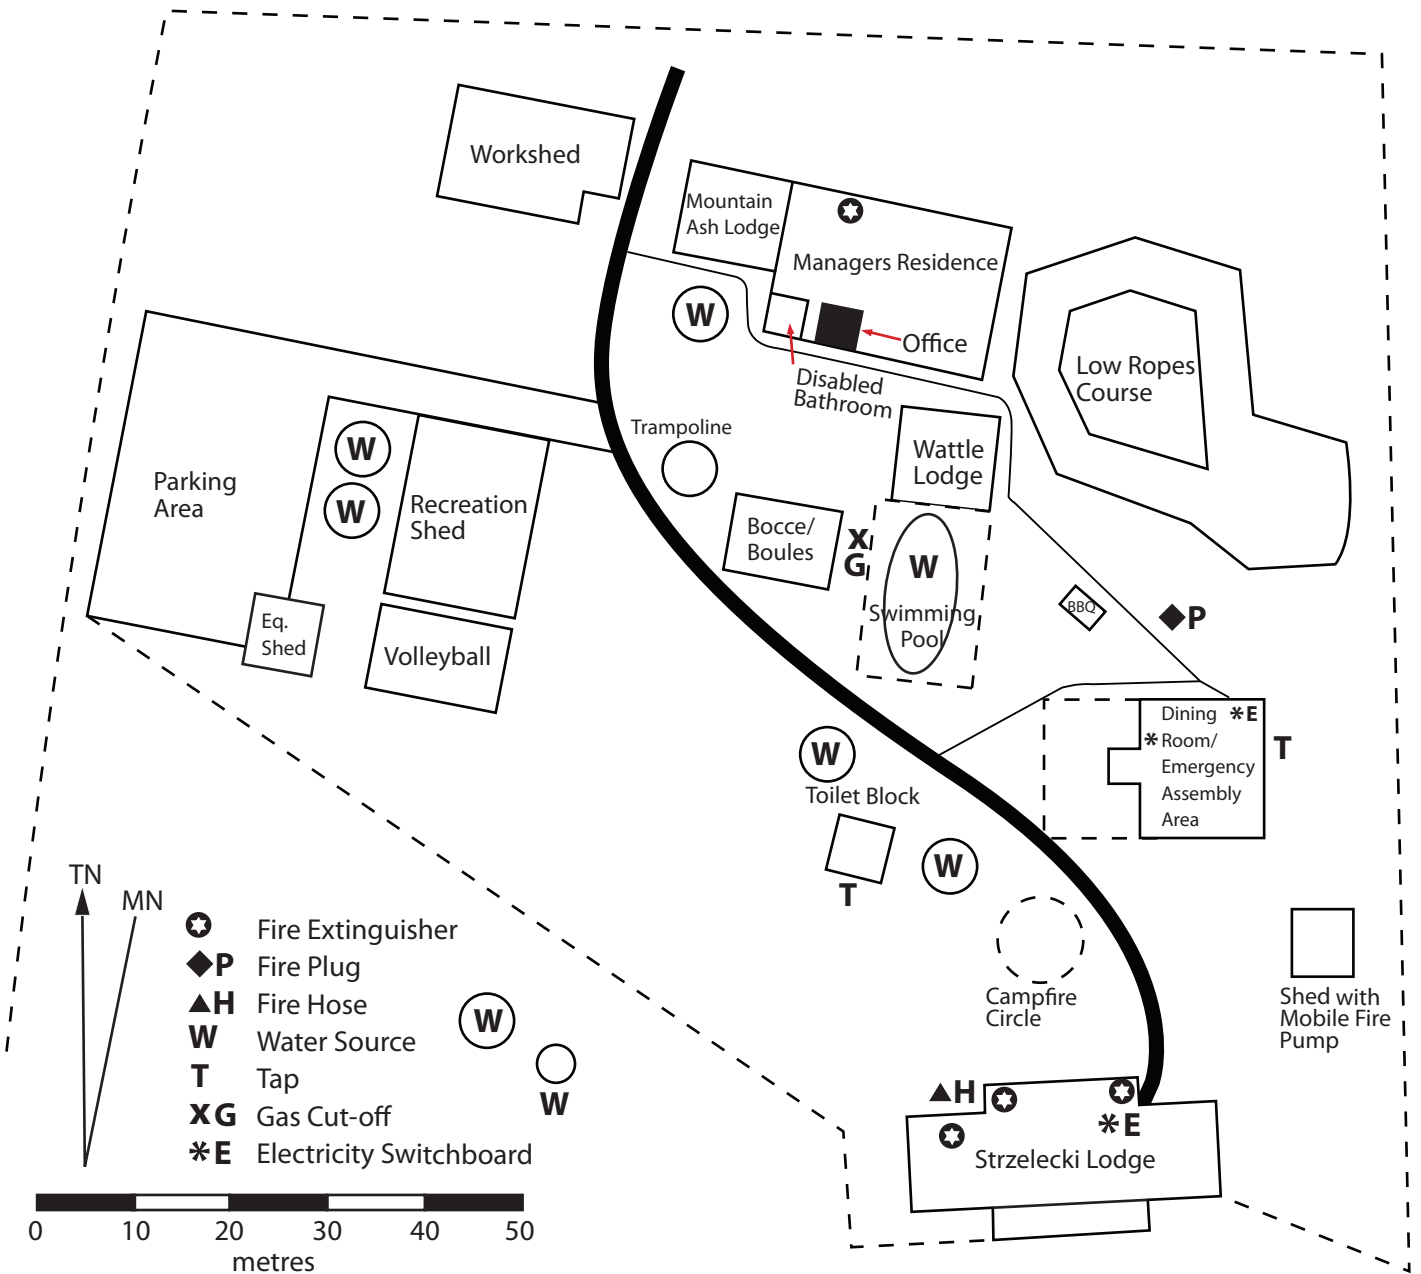 Workshed
Mountain
Ash Lodge
Managers Residence
W
Office
Disabled
Bathroom
Low Ropes
Course
Trampoline
Wattle
Lodge
Parking
Area
W
W
Recreation
Shed
Bocce/
Boules
X
G
W
Swimming
Pool
BBQ
P
Eq.
Shed
Volleyball
Dining *E
*Room/
Emergency
Assembly
Area
T
W
Toilet Block
T
W
Campfire
Circle
Shed with
Mobile Fire
Pump
TN
MN
Fire Extinguisher
P Fire Plug
H Fire Hose
W Water Source
T Tap
X G Gas Cut-off
*E Electricity Switchboard
W
W
H
*E
Strzelecki Lodge
0 10 20 30 40 50
metres